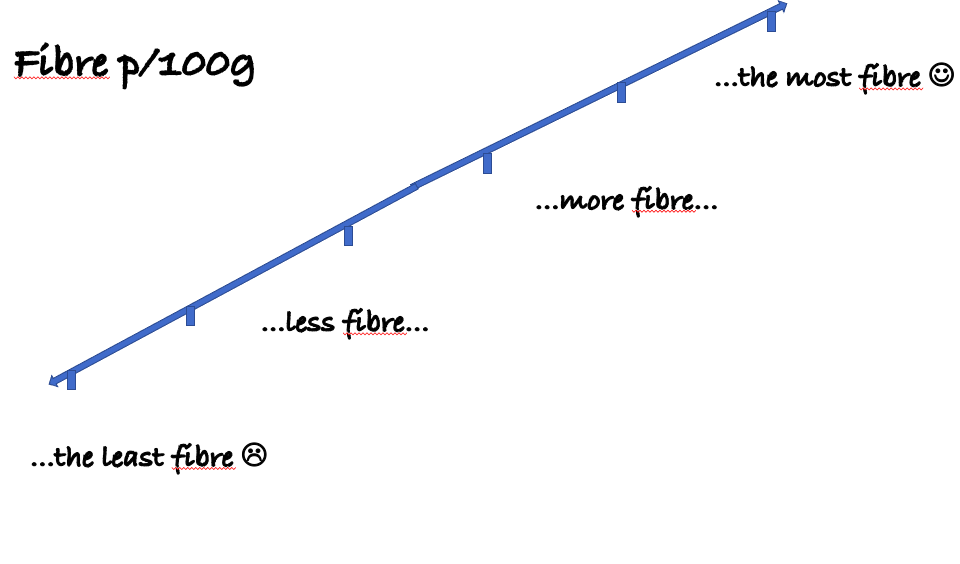 Fibre p/100g
...the most fibre ☺
...more fibre...
...less fibre...
...the least fibre ☹